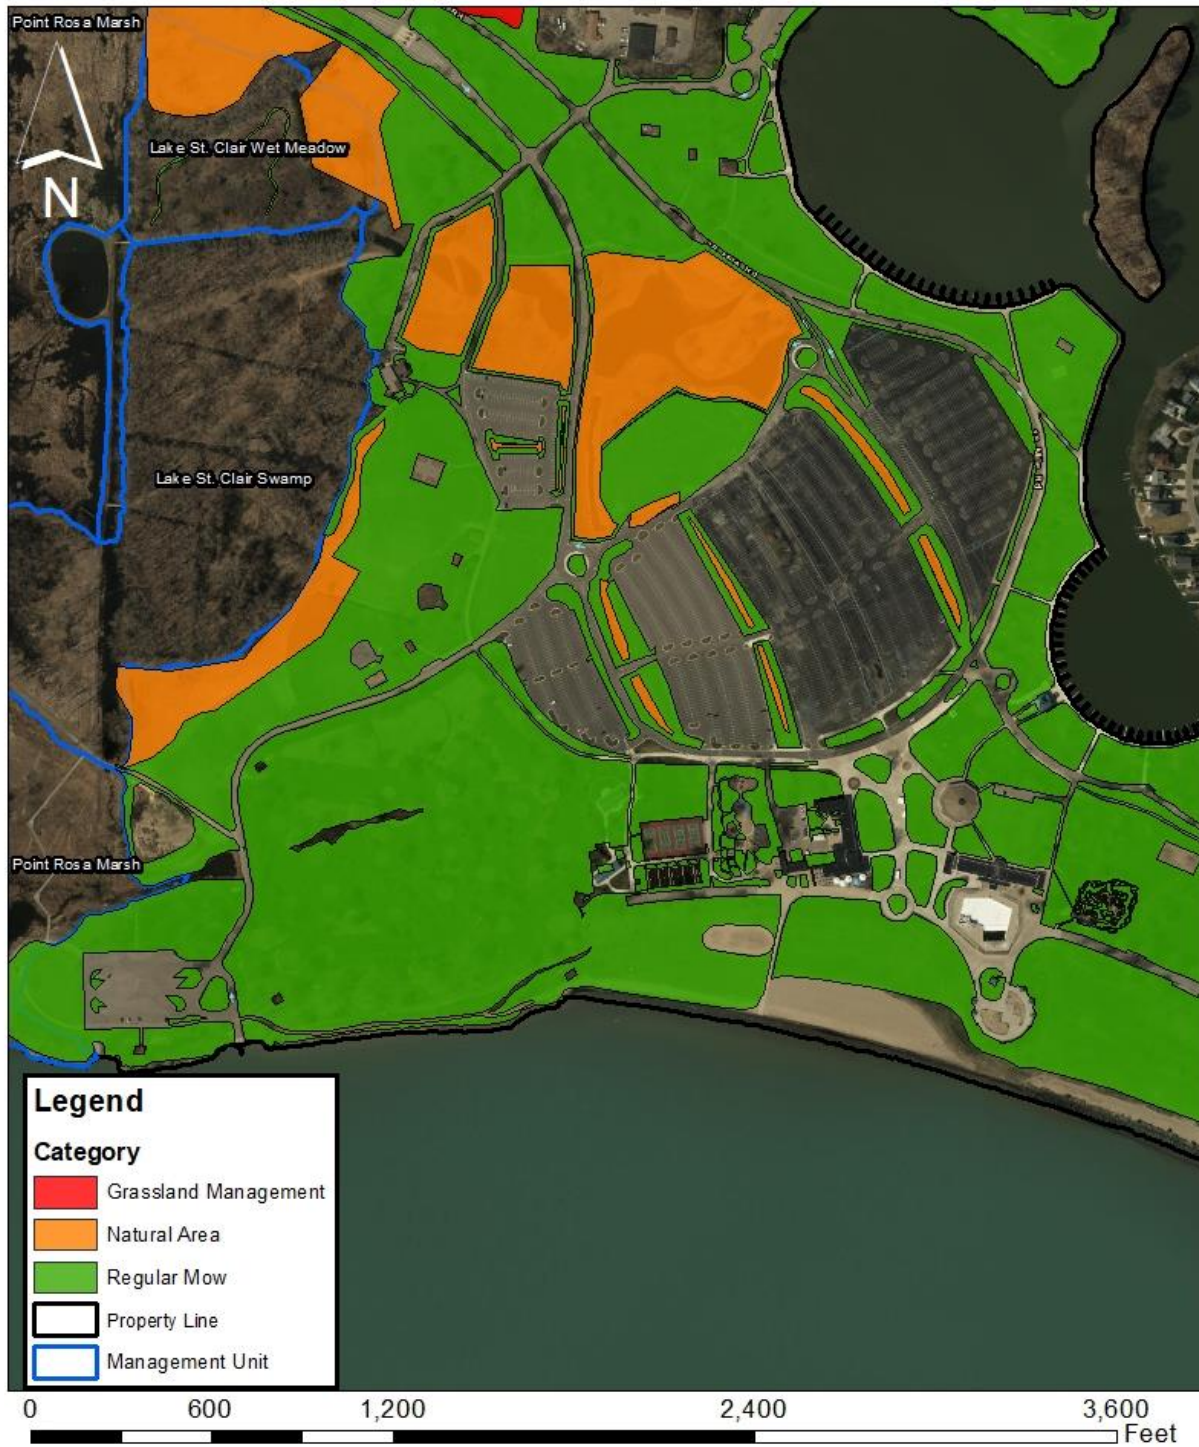 Point Rosa Marsh
N
Lake St. Clair Wet Meadow
Lake St. Clair Swamp
Point Rosa Marsh
Legend
Category
Grassland Management
Natural Area
Regular Mow
Property Line
Management Unit
0 600 1,200 2,400 3,600
Feet